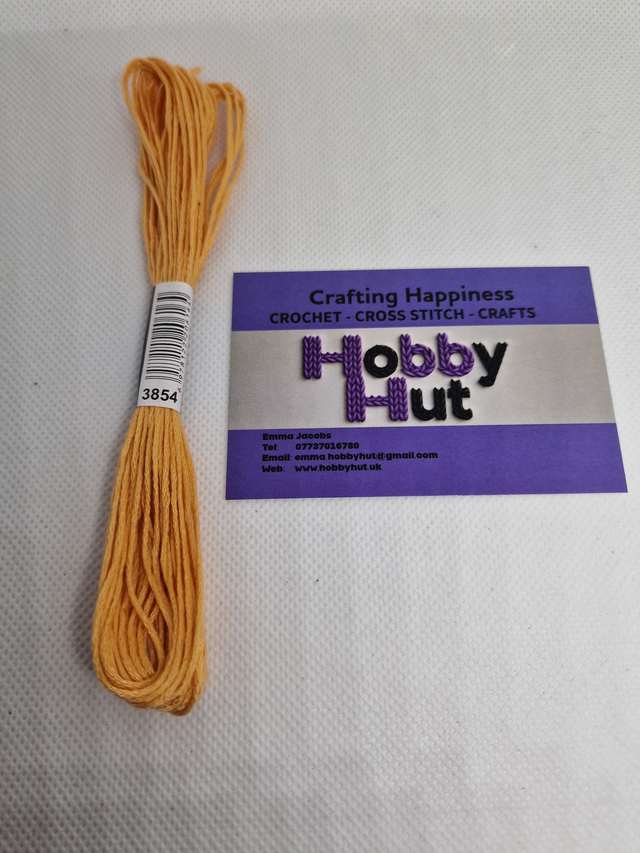 3854
Crafting Happiness
CROCHET - CROSS STITCH - CRAFTS
Hobby
Hut
Emma Jacobs
Tel: 07737016780
Email: emma.hobbyhut@gmail.com
Web: www.hobbyhut.uk